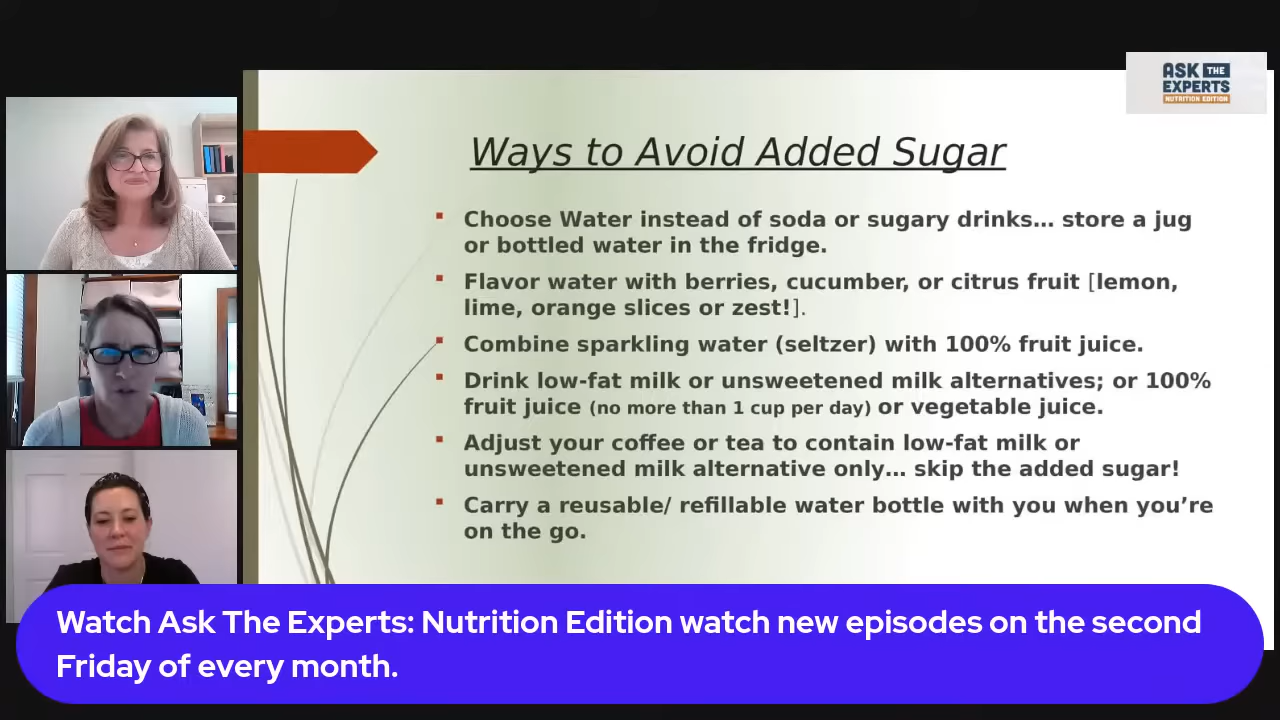 ASK THE
EXPERTS
NUTRITION EDITION
Ways to Avoid Added Sugar
Choose Water instead of soda or sugary drinks… store a jug
or bottled water in the fridge.
Flavor water with berries, cucumber, or citrus fruit [lemon,
lime, orange slices or zest!].
Combine sparkling water (seltzer) with 100% fruit juice.
Drink low-fat milk or unsweetened milk alternatives; or 100%
fruit juice (no more than 1 cup per day) or vegetable juice.
Adjust your coffee or tea to contain low-fat milk or
unsweetened milk alternative only… skip the added sugar!
Carry a reusable/ refillable water bottle with you when you’re
on the go.
Watch Ask The Experts: Nutrition Edition watch new episodes on the second
Friday of every month.